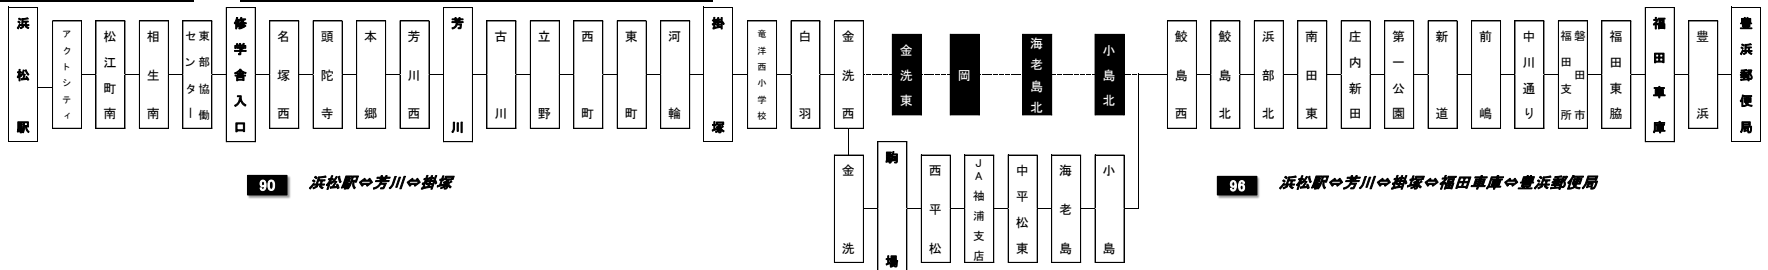 浜松駅
アクトシティ
松江町南
相生南
東部協働センター
修学舎入口
名塚西
頭陀寺
本郷
芳川西
芳川
古川
立野
西町
東町
河輪
掛塚
竜洋西小学校
白羽
金洗西
金洗東
岡
海老島北
小島北
鮫島西
鮫島北
浜部北
南田東
庄内新田
第一公園
新道
前嶋
中川通り
磐田市福田支所
福田東脇
福田車庫
豊浜
豊浜郵便局
金洗
駒場
西平松
JA袖浦支店
中平松東
海老島
小島
90 浜松駅⇔芳川⇔掛塚
96 浜松駅⇔芳川⇔掛塚⇔福田車庫⇔豊浜郵便局